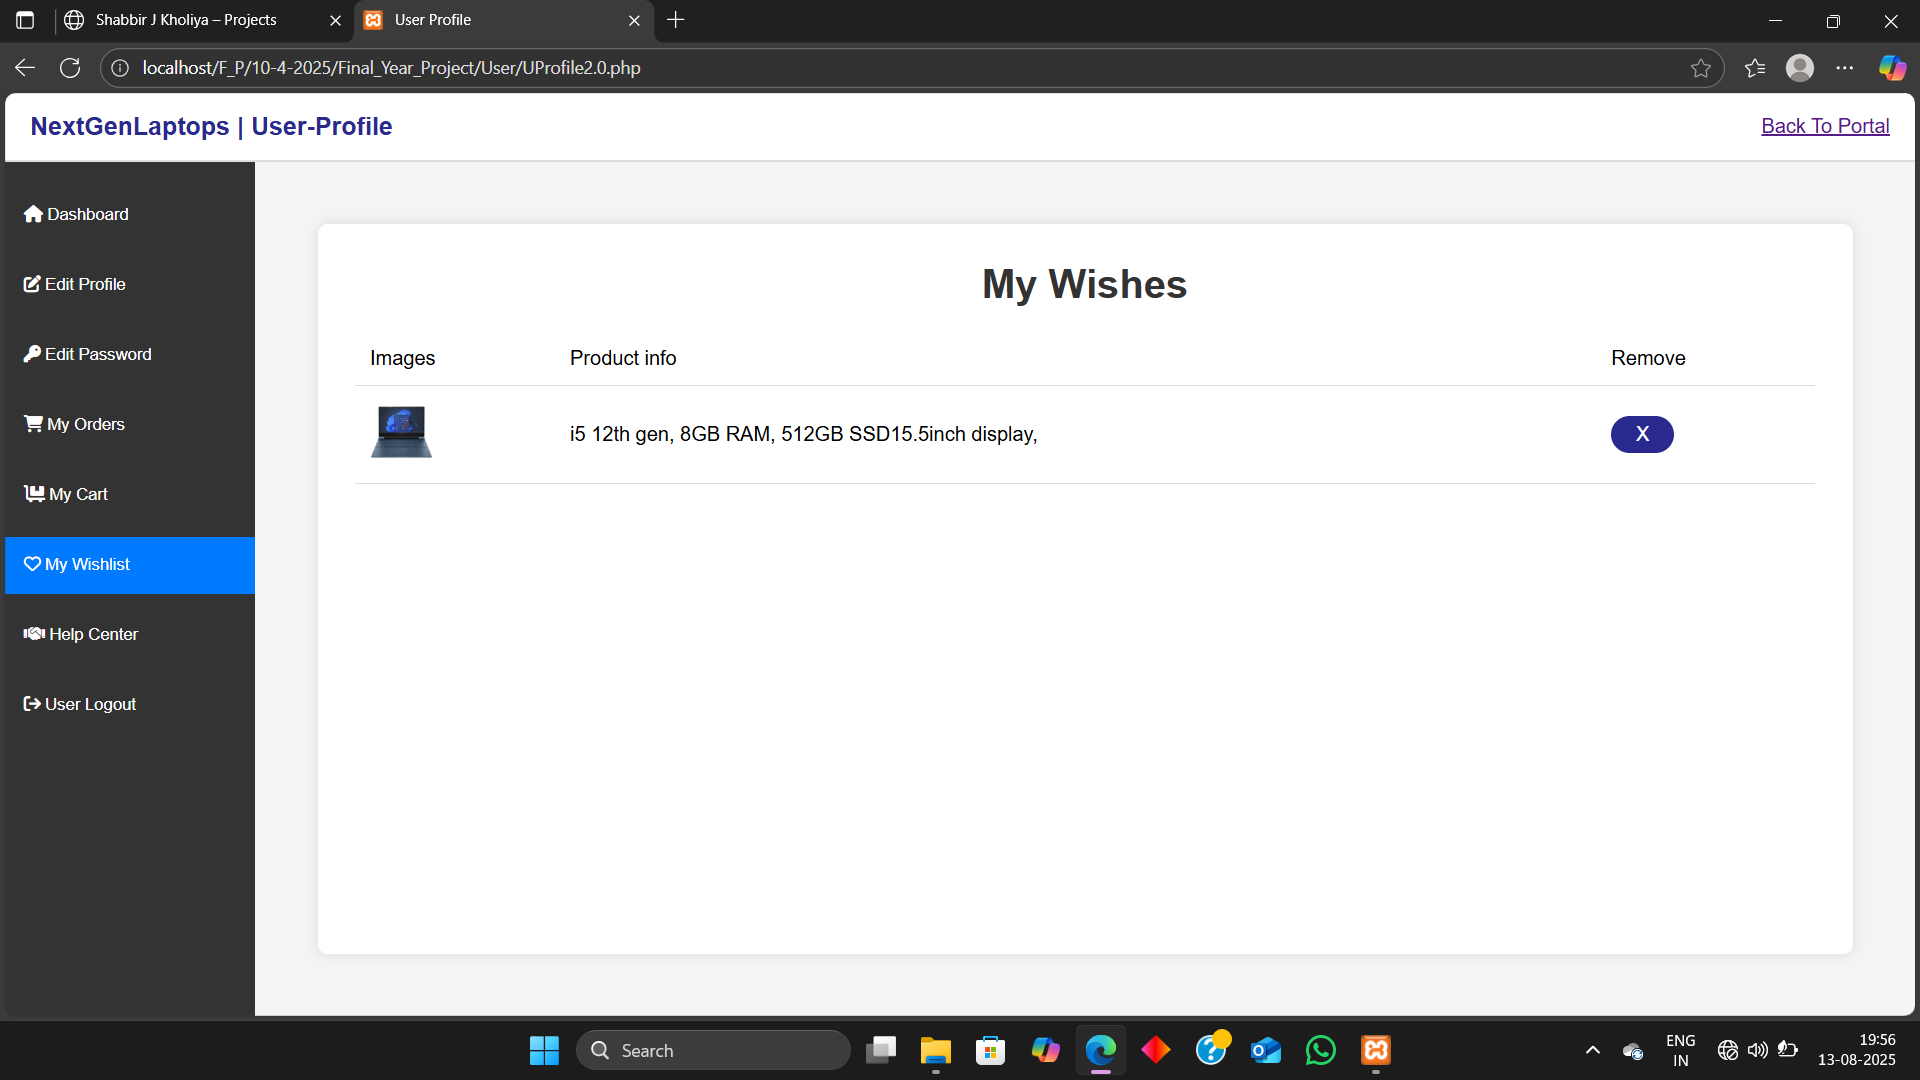 Shabbir J Kholiya – Projects
User Profile
localhost/F_P/10-4-2025/Final_Year_Project/User/UProfile2.0.php
NextGenLaptops | User-Profile
Back To Portal
Dashboard
Edit Profile
Edit Password
My Orders
My Cart
My Wishlist
Help Center
User Logout
My Wishes
Images Product info Remove
i5 12th gen, 8GB RAM, 512GB SSD15.5inch display, X
Search
ENG
IN
19:56
13-08-2025